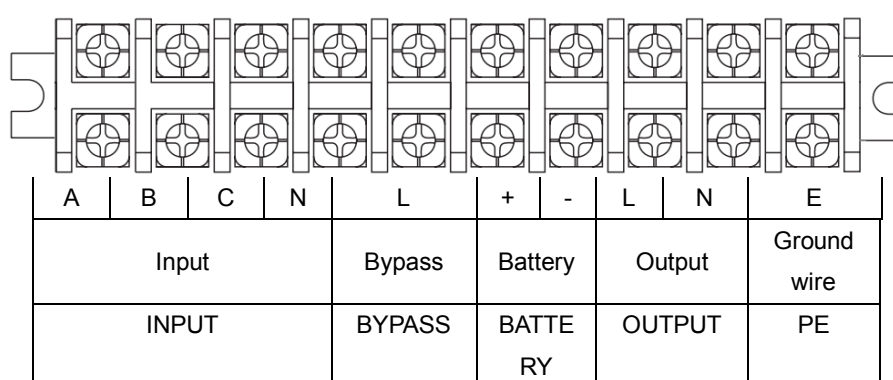 A B C N L + - L N E
Input Bypass Battery Output Ground wire
INPUT BYPASS BATTE RY OUTPUT PE